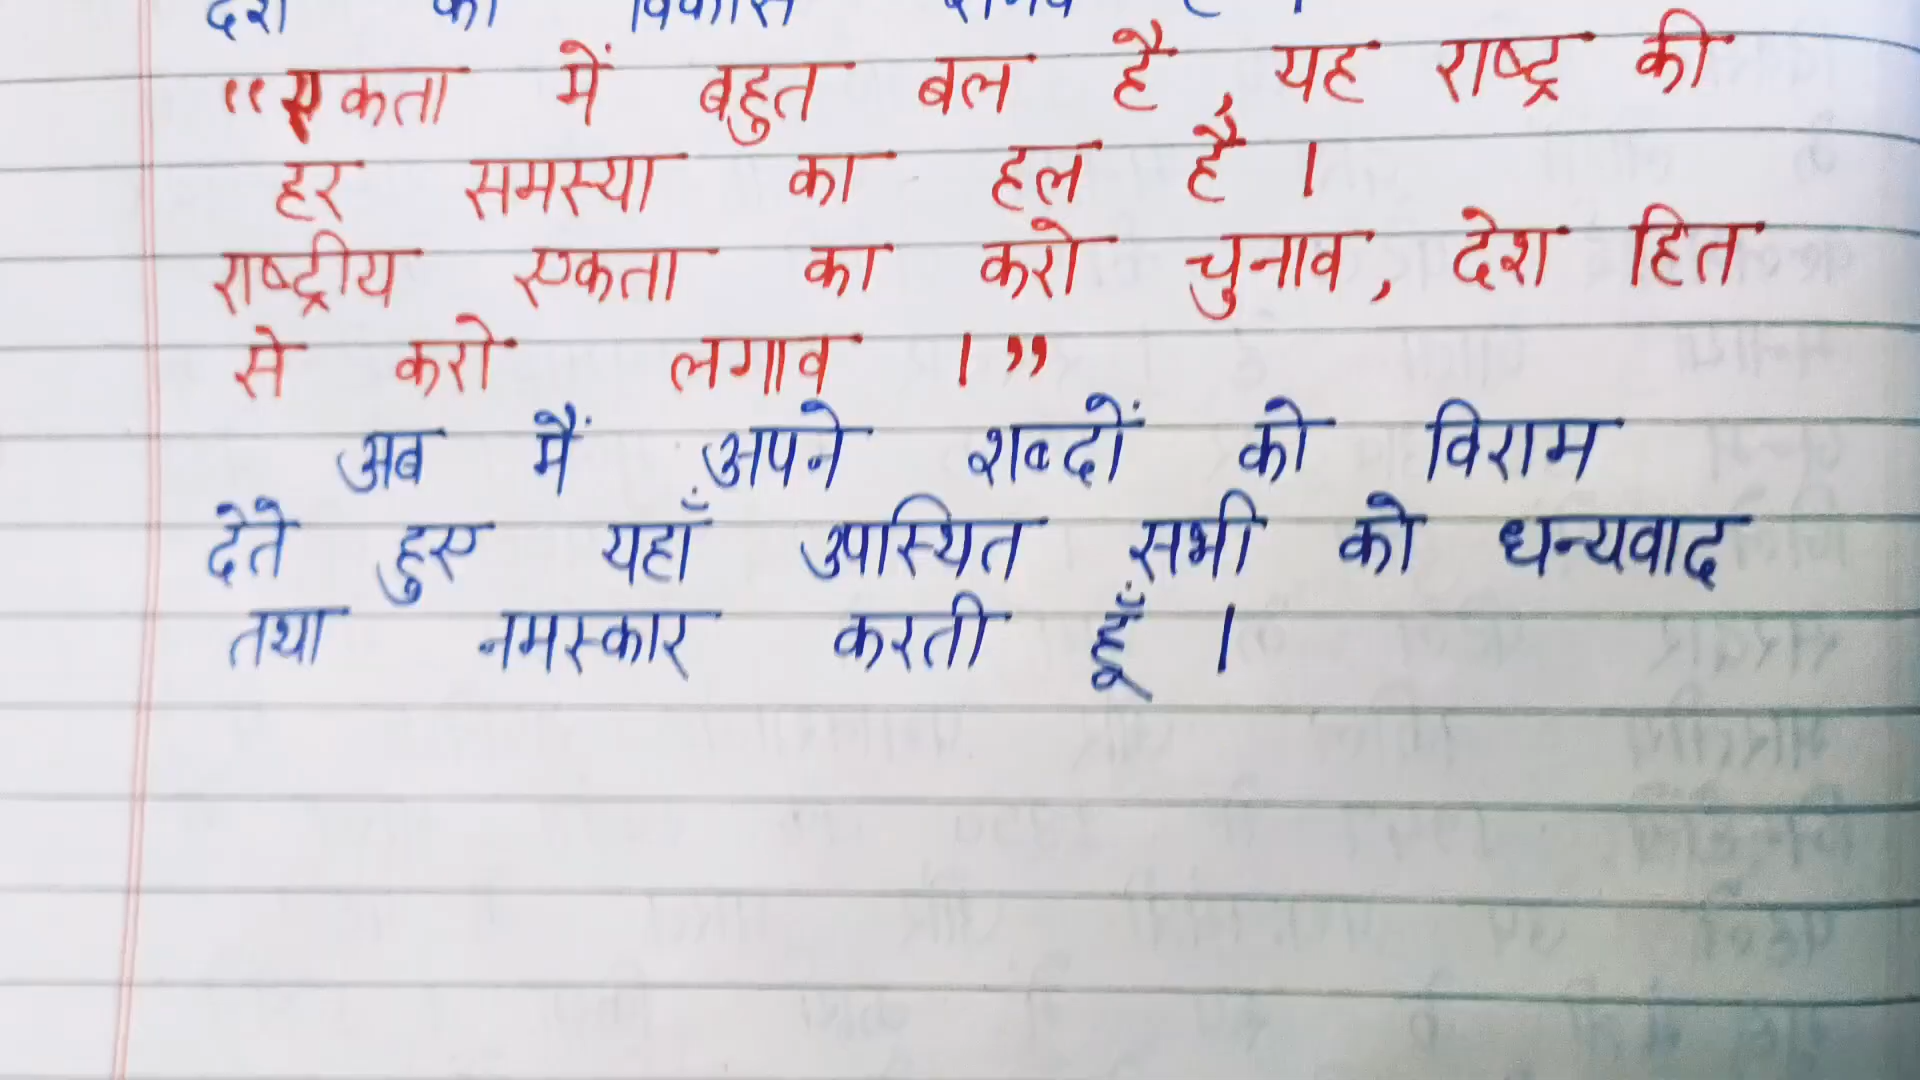 देश का विकास संभव है ।
“एकता में बहुत बल है, यह राष्ट्र की
हर समस्या का हल है ।
राष्ट्रीय एकता का करो चुनाव, देश हित
से करो लगाव ।”
अब मैं अपने शब्दों को विराम
देते हुए यहाँ उपस्थित सभी को धन्यवाद
तथा नमस्कार करती हूँ ।